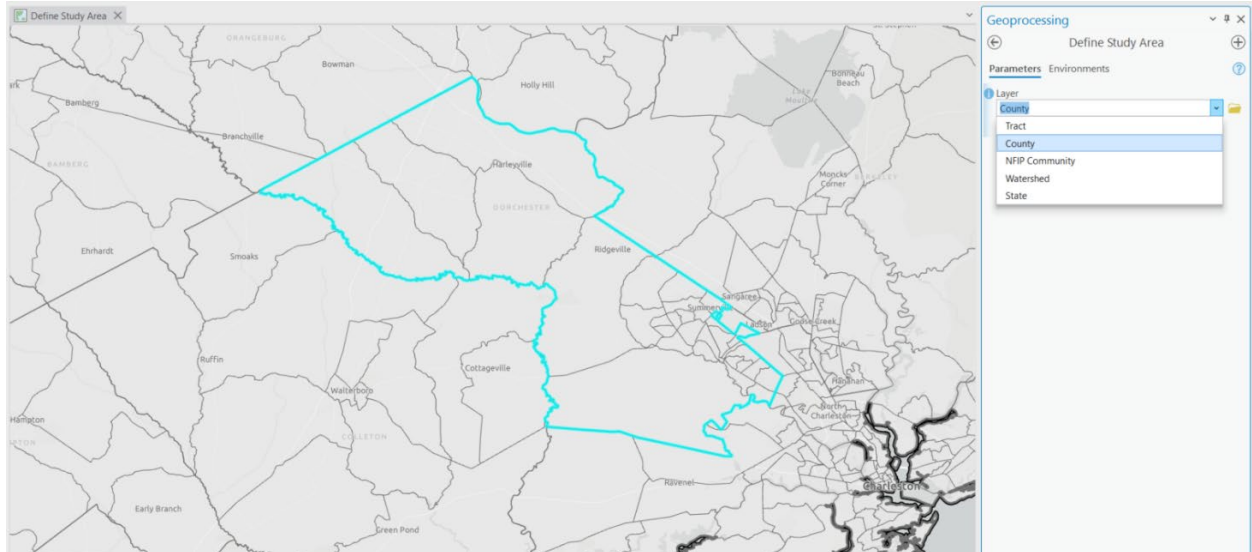 Define Study Area
ORANGEBURG
Bowman
Holly Hill
Bonneau
Beach
Lake
Moultrie
Bamberg
Branchville
BAMBERG
Harleyville
Moncks
Corner
BERKELEY
DORCHESTER
Ehrhardt
Smoaks
Ridgeville
Sangaree
Summerville
Ladson
Goose Creek
Ruffin
Cottageville
Walterboro
Hanahan
North
Charleston
Hampton
COLLETON
Ravenel
Charleston
Early Branch
Green Pond
Geoprocessing
Define Study Area
Parameters Environments
Layer
County
Tract
County
NFIP Community
Watershed
State